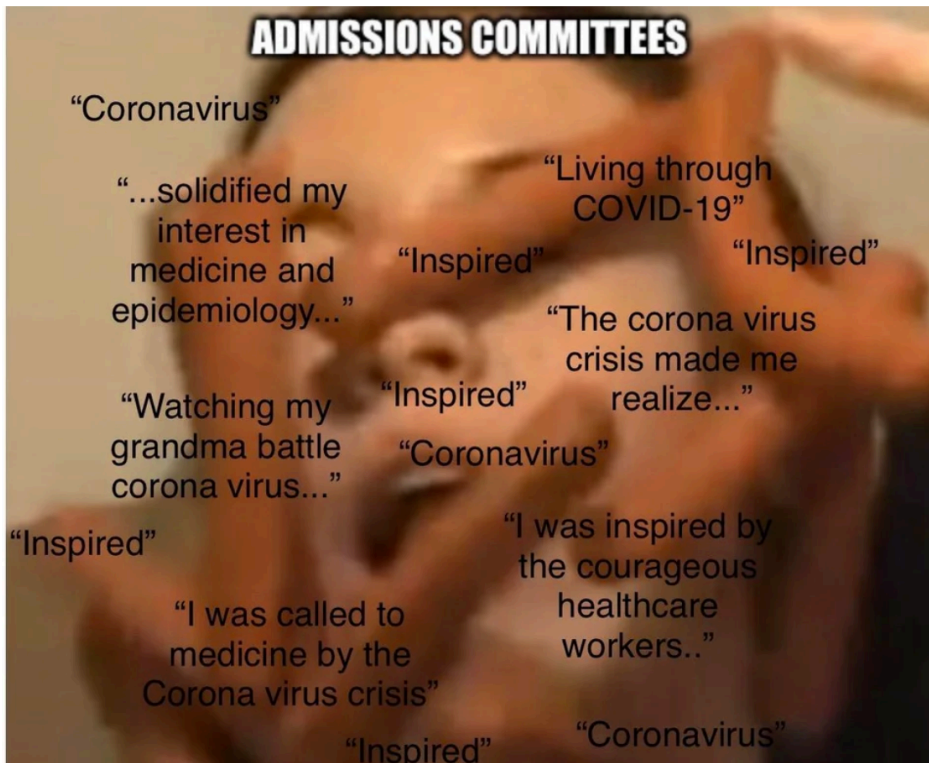 ADMISSIONS COMMITTEES
“Coronavirus”
“...solidified my
interest in
medicine and
epidemiology...”
“Living through
COVID-19”
“Inspired”
“Inspired”
“The corona virus
crisis made me
realize...”
“Inspired”
“Watching my
grandma battle
corona virus...”
“Coronavirus”
“Inspired”
“I was inspired by
the courageous
healthcare
workers..”
“I was called to
medicine by the
Corona virus crisis”
“Coronavirus”
“Inspired”